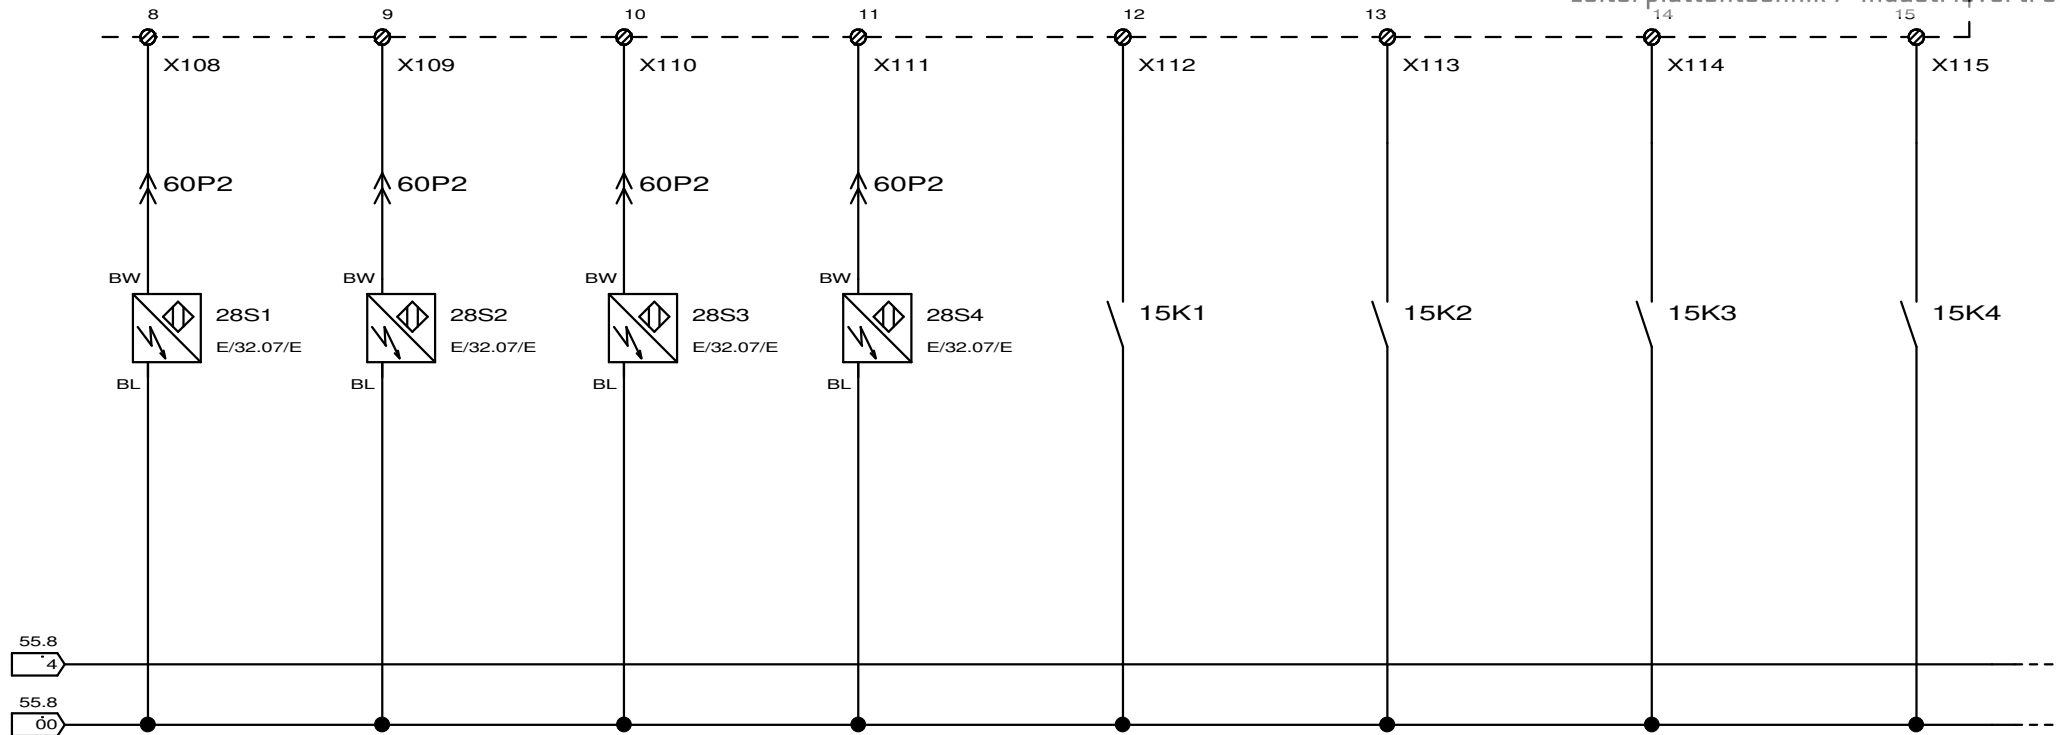 8 9 10 11 12 13 14 15
X108 X109 X110 X111 X112 X113 X114 X115
60P2 60P2 60P2 60P2
BW BW BW BW
28S1 28S2 28S3 28S4 15K1 15K2 15K3 15K4
E/32.07/E E/32.07/E E/32.07/E E/32.07/E
BL BL BL BL
55.8
4
55.8
00